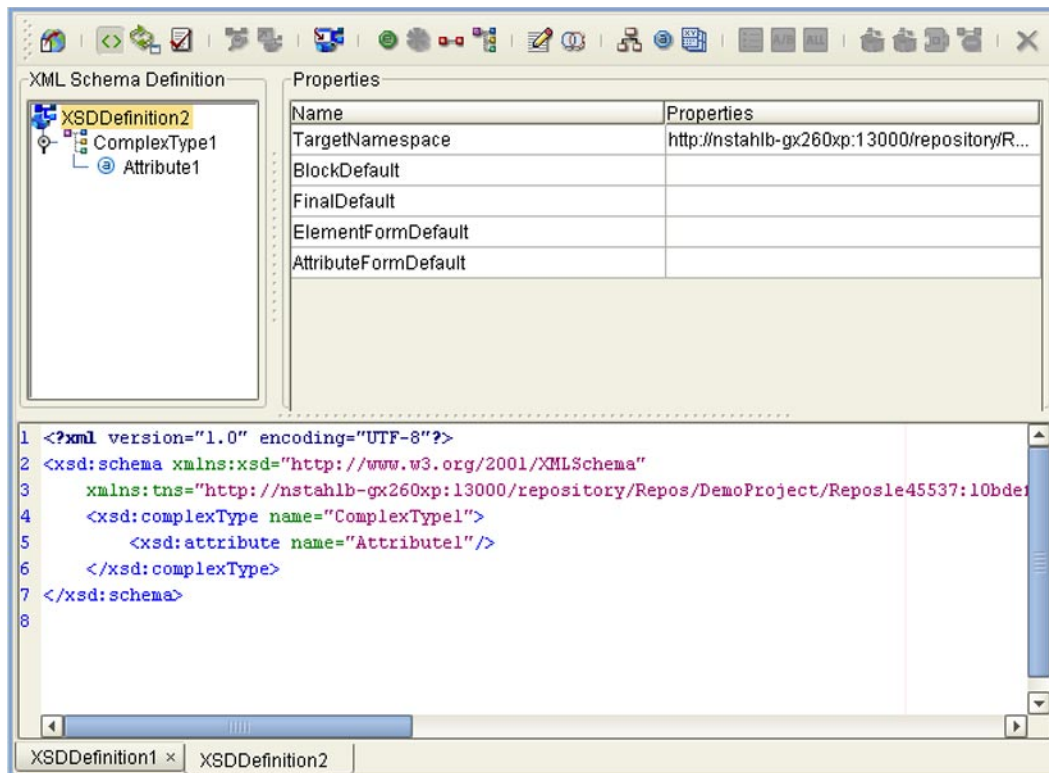 A/B ALL
XML Schema Definition
Properties
XSDDefinition2
ComplexType1
Attribute1
Name Properties
TargetNamespace http://nstahlb-gx260xp:13000/repository/R...
BlockDefault
FinalDefault
ElementFormDefault
AttributeFormDefault
1 <?xml version="1.0" encoding="UTF-8"?>
2 <xsd:schema xmlns:xsd="http://www.w3.org/2001/XMLSchema"
3 xmlns:tns="http://nstahlb-gx260xp:13000/repository/Repos/DemoProject/Reposle45537:10bdef
4 <xsd:complexType name="ComplexType1">
5 <xsd:attribute name="Attribute1"/>
6 </xsd:complexType>
7 </xsd:schema>
8
XSDDefinition1 × XSDDefinition2